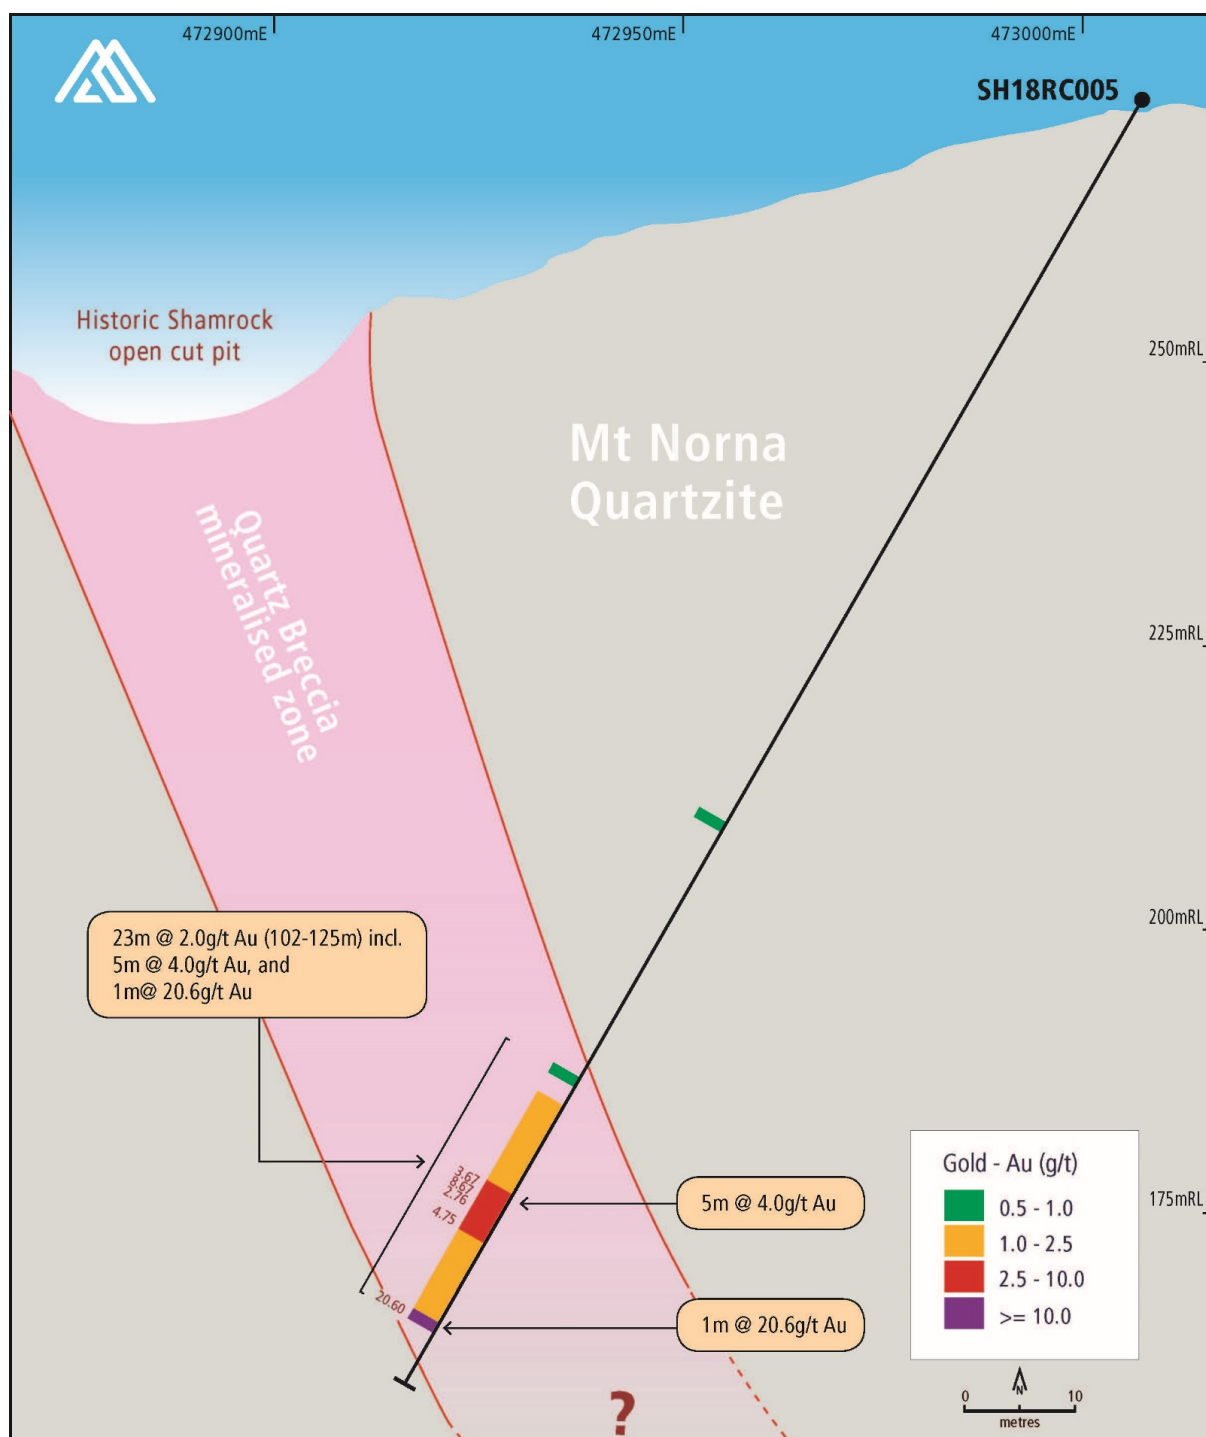 472900mE
472950mE
473000mE
SH18RC005
Historic Shamrock
open cut pit
250mRL
Mt Norna
Quartzite
Quartz Breccia
mineralised zone
225mRL
200mRL
23m @ 2.0g/t Au (102-125m) incl.
5m @ 4.0g/t Au, and
1m@ 20.6g/t Au
3.67
8.67
2.76
4.75
5m @ 4.0g/t Au
175mRL
20.60
1m @ 20.6g/t Au
Gold - Au (g/t)
0.5 - 1.0
1.0 - 2.5
2.5 - 10.0
>= 10.0
?
N
0 10
metres